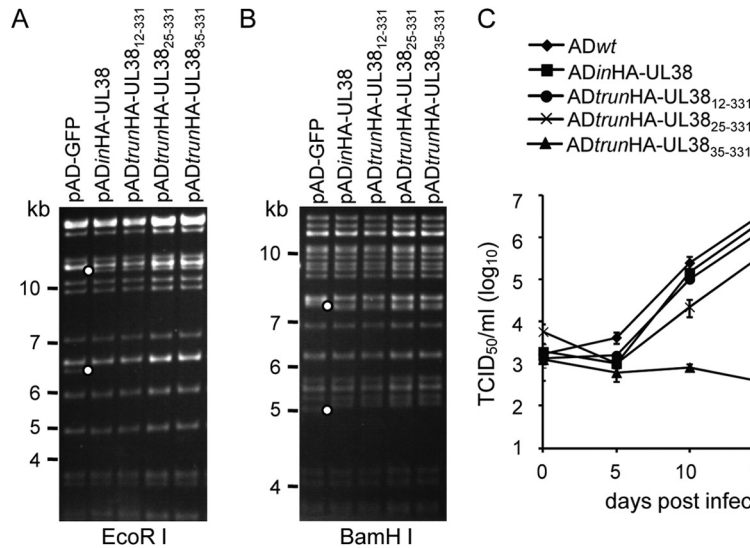 A
pAD-GFP
pADinHA-UL38
pADtrunHA-UL38₁₂₋₃₃₁
pADtrunHA-UL38₂₅₋₃₃₁
pADtrunHA-UL38₃₅₋₃₃₁
kb
10
7
6
5
4
EcoR I
B
pAD-GFP
pADinHA-UL38
pADtrunHA-UL38₁₂₋₃₃₁
pADtrunHA-UL38₂₅₋₃₃₁
pADtrunHA-UL38₃₅₋₃₃₁
kb
10
7
6
5
4
BamH I
C
ADwt
ADinHA-UL38
ADtrunHA-UL38₁₂₋₃₃₁
ADtrunHA-UL38₂₅₋₃₃₁
ADtrunHA-UL38₃₅₋₃₃₁
TCID₅₀/ml (log₁₀)
7
6
5
4
3
2
1
0
5
10
days post infec